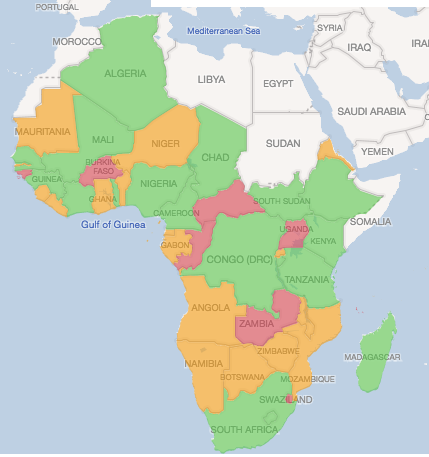 PORTUGAL
Mediterranean Sea
SYRIA
MOROCCO
IRAQ
IRAI
ALGERIA
LIBYA
EGYPT
SAUDI ARABIA
MAURITANIA
MALI
NIGER
SUDAN
YEMEN
CHAD
BURKINA
FASO
GUINEA
NIGERIA
GHANA
SOUTH SUDAN
CAMEROON
SOMALIA
Gulf of Guinea
UGANDA
KENYA
GABON
CONGO (DRC)
TANZANIA
ANGOLA
ZAMBIA
ZIMBABWE
MADAGASCAR
NAMIBIA
BOTSWANA
MOZAMBIQUE
SWAZILAND
SOUTH AFRICA